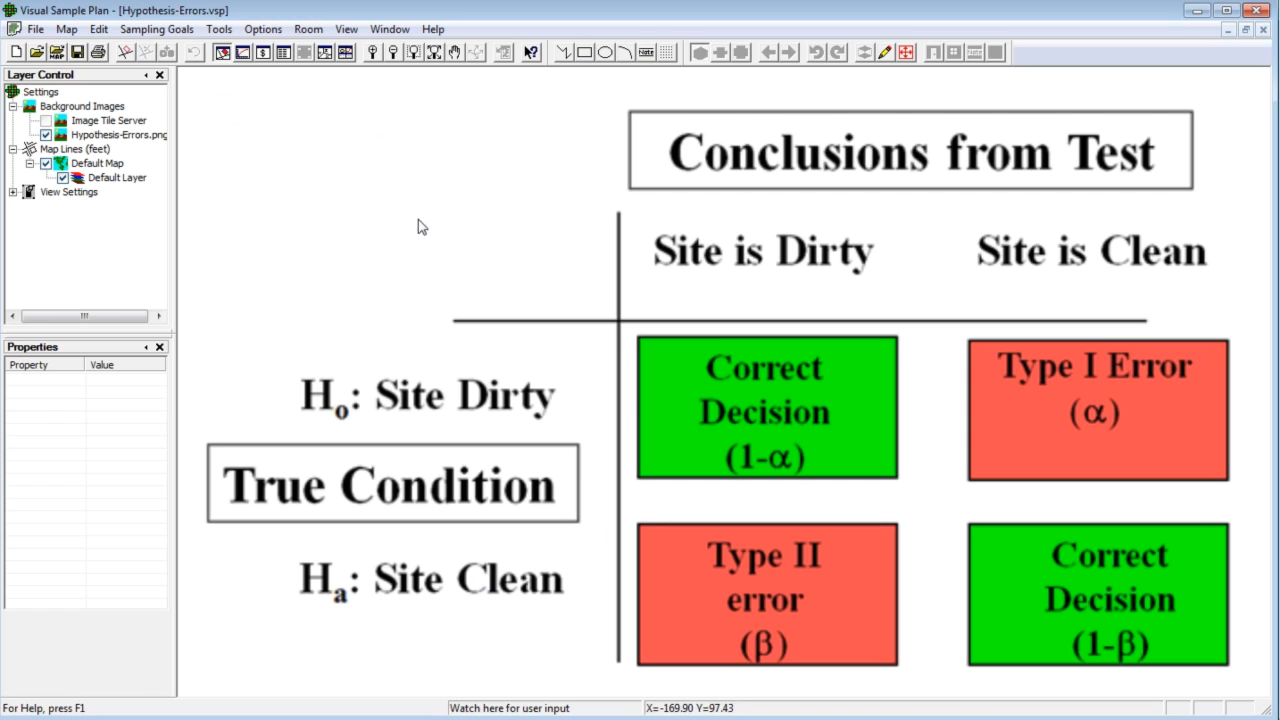 Visual Sample Plan - [Hypothesis-Errors.vsp]
File Map Edit Sampling Goals Tools Options Room View Window Help
Layer Control
Settings
Background Images
Image Tile Server
Hypothesis-Errors.png
Map Lines (feet)
Default Map
Default Layer
View Settings
Properties
Property Value
Conclusions from Test
Site is Dirty Site is Clean
H₀: Site Dirty
Correct
Decision
(1-α)
Type I Error
(α)
True Condition
Hₐ: Site Clean
Type II
error
(β)
Correct
Decision
(1-β)
For Help, press F1 Watch here for user input X=-169.90 Y=97.43